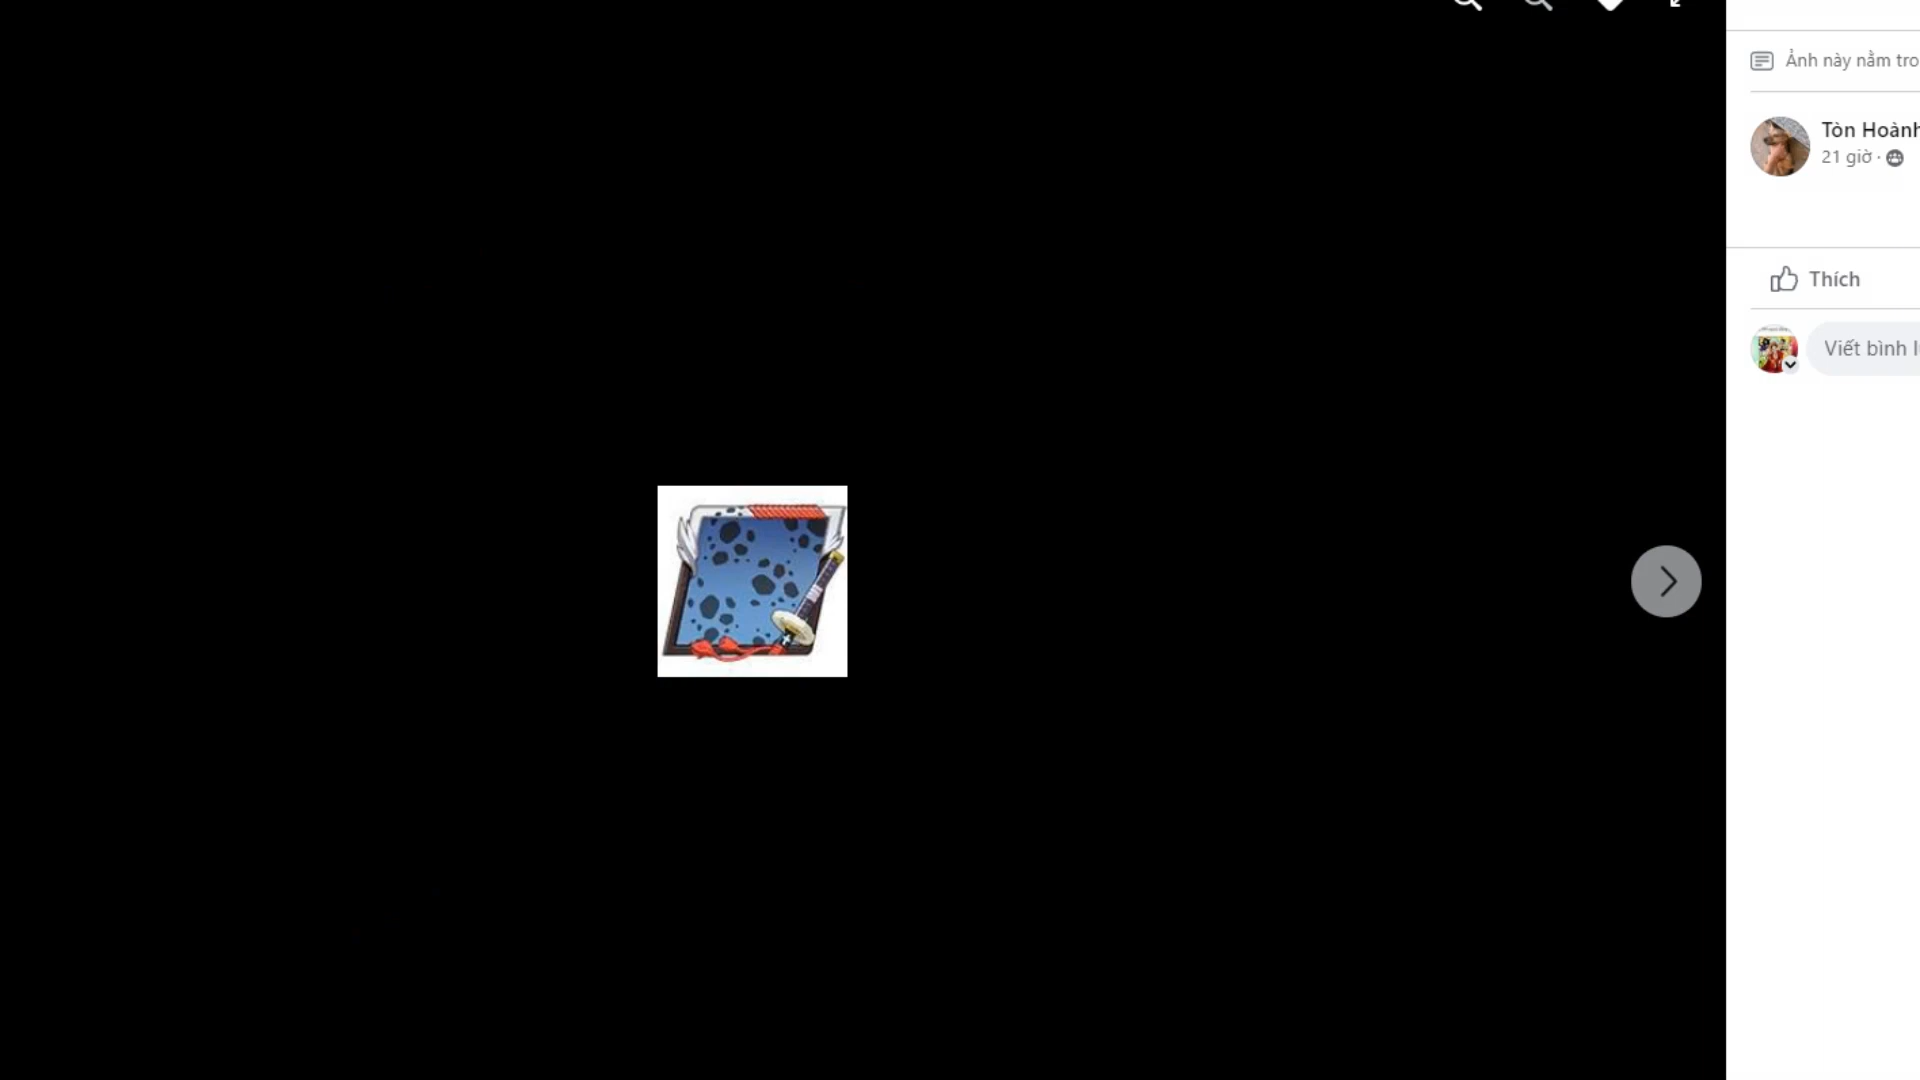 Ảnh này nằm tro
Tòn Hoành
21 giờ ·
Thích
Viết bình l